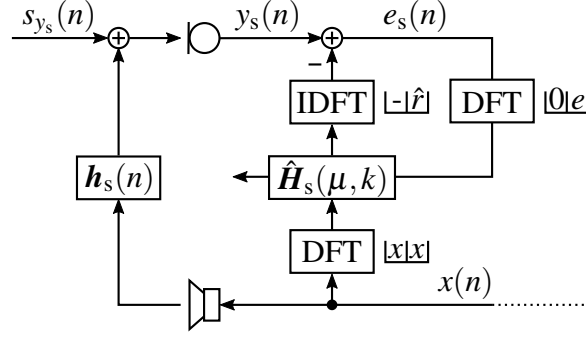 s_{y_s}(n) y_s(n) e_s(n)
+ +
–
IDFT |-|r̂| DFT |0|e
h_s(n) Ĥ_s(μ,k)
DFT |x|x|
x(n)